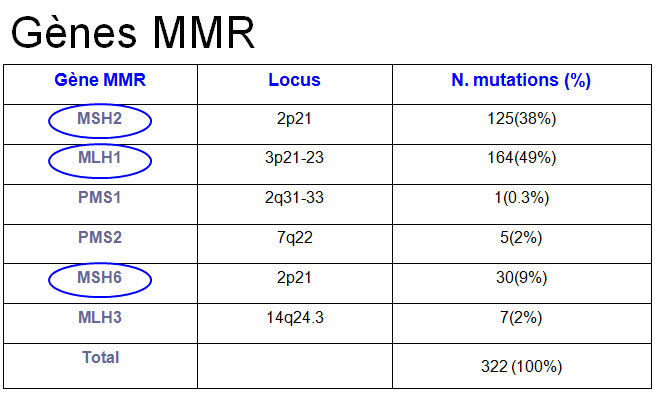 Gènes MMR
Gène MMR Locus N. mutations (%)
MSH2 2p21 125(38%)
MLH1 3p21-23 164(49%)
PMS1 2q31-33 1(0.3%)
PMS2 7q22 5(2%)
MSH6 2p21 30(9%)
MLH3 14q24.3 7(2%)
Total 322 (100%)